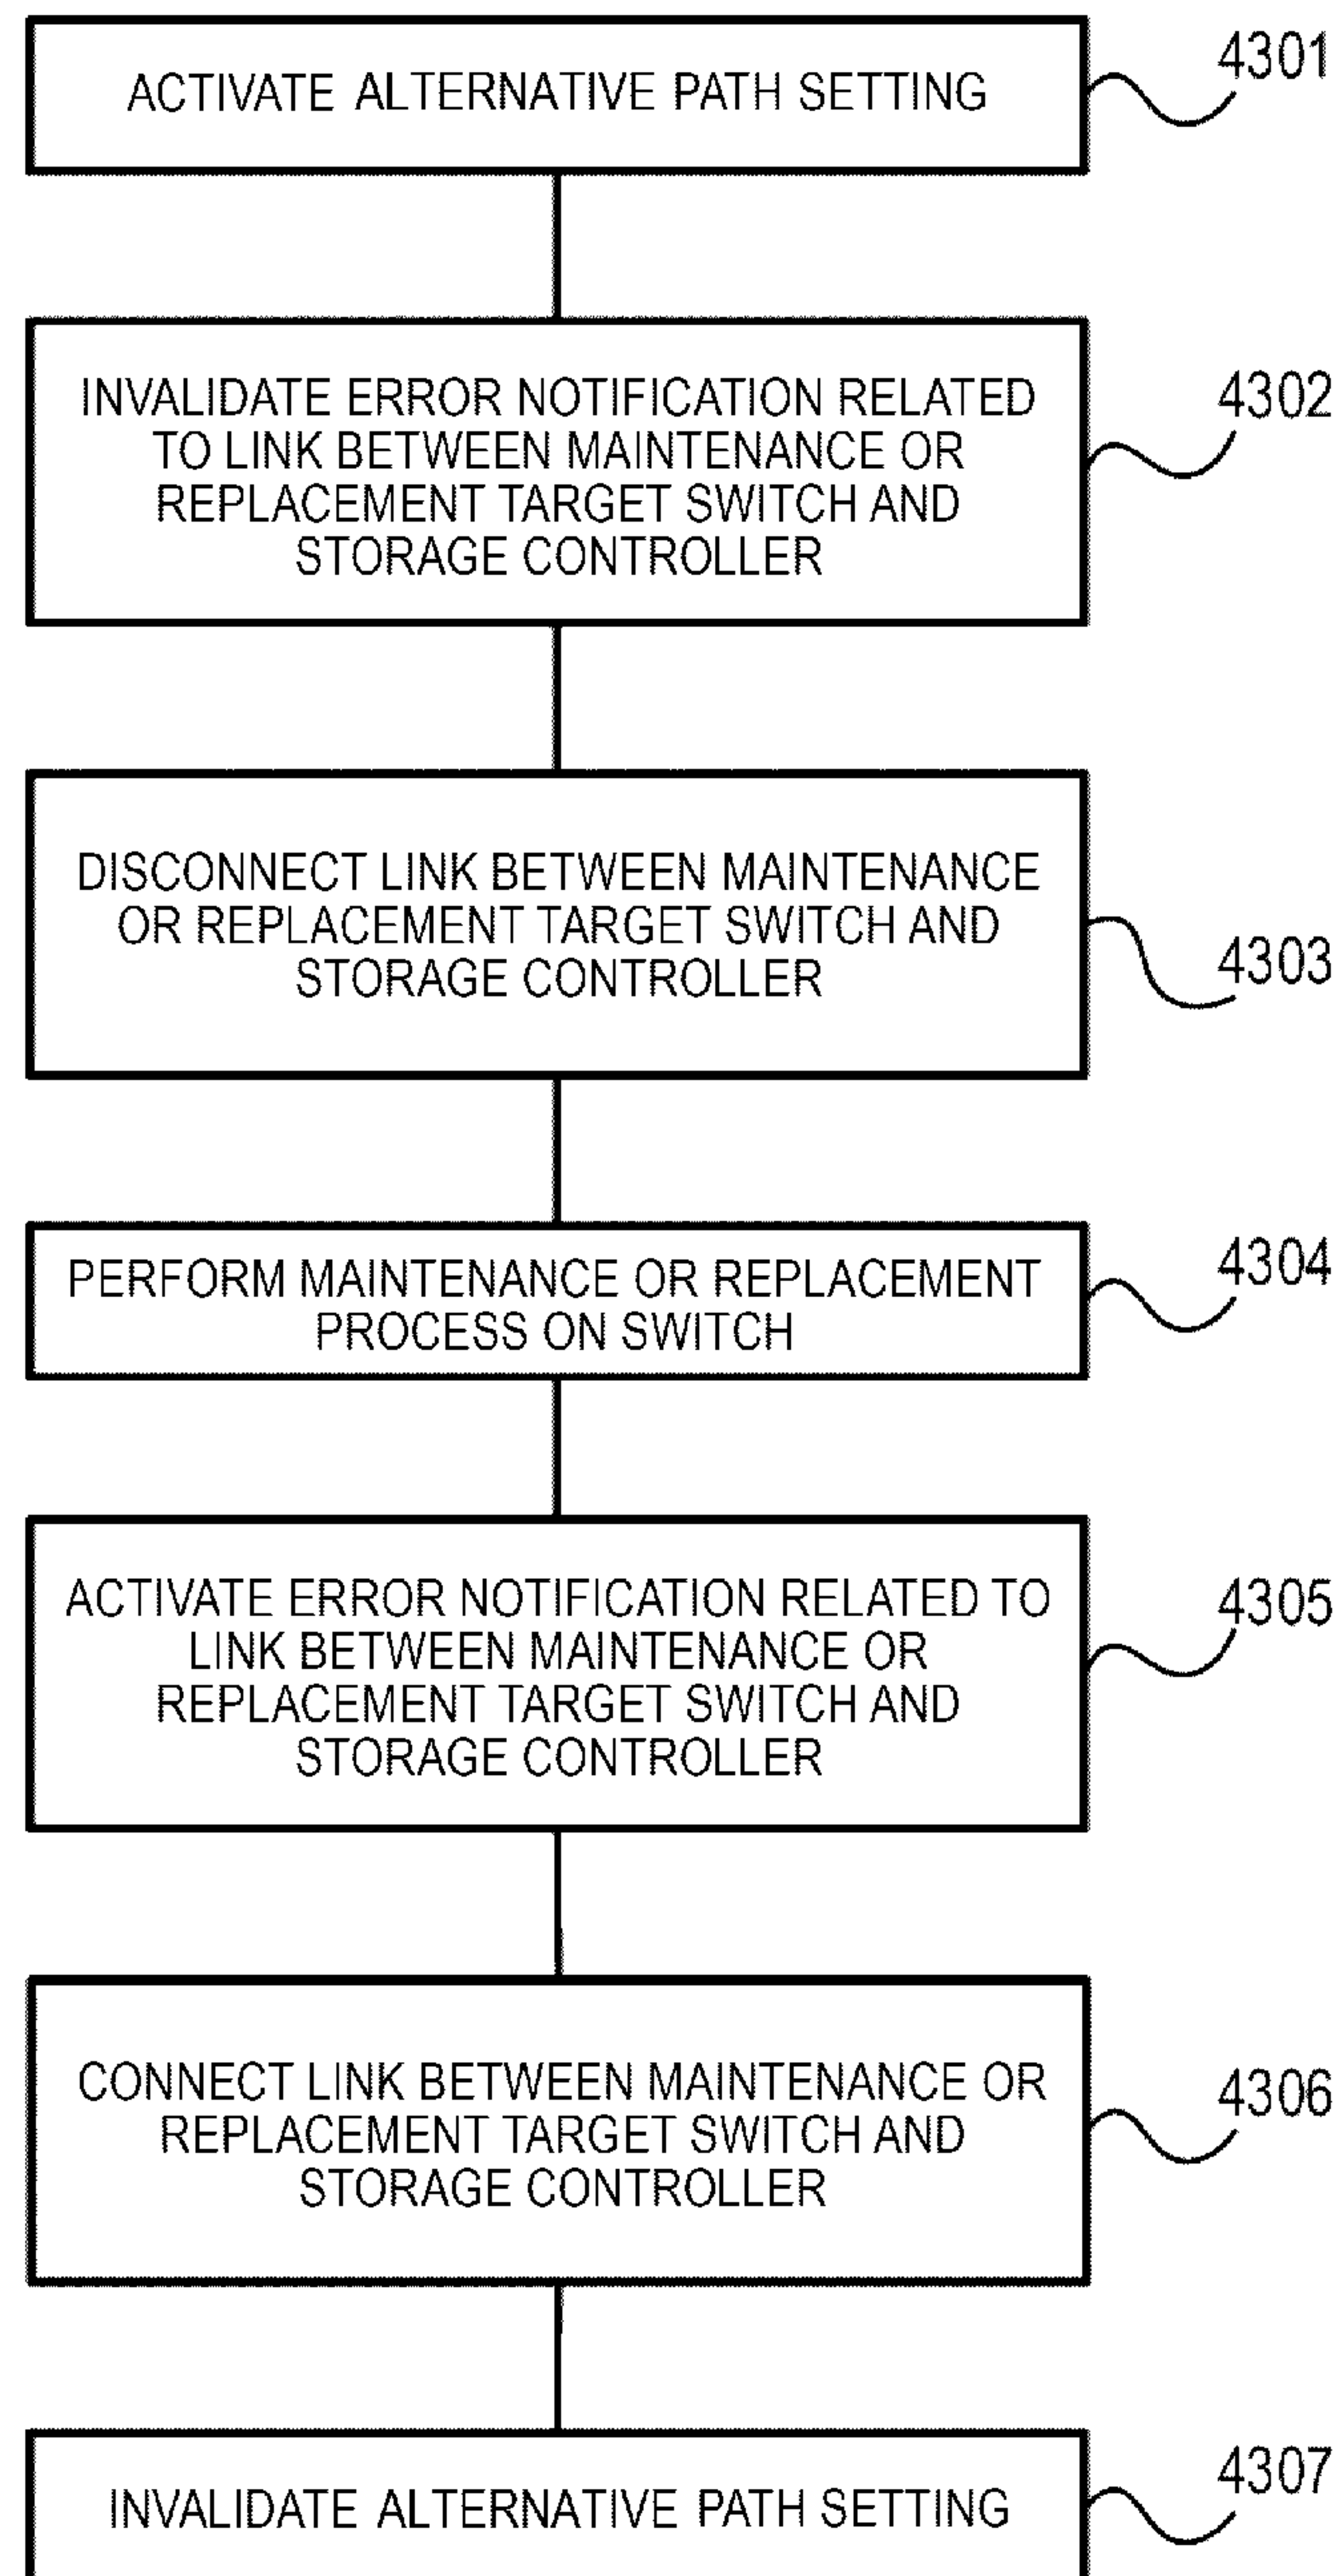 ACTIVATE ALTERNATIVE PATH SETTING
4301
INVALIDATE ERROR NOTIFICATION RELATED
TO LINK BETWEEN MAINTENANCE OR
REPLACEMENT TARGET SWITCH AND
STORAGE CONTROLLER
4302
DISCONNECT LINK BETWEEN MAINTENANCE
OR REPLACEMENT TARGET SWITCH AND
STORAGE CONTROLLER
4303
PERFORM MAINTENANCE OR REPLACEMENT
PROCESS ON SWITCH
4304
ACTIVATE ERROR NOTIFICATION RELATED TO
LINK BETWEEN MAINTENANCE OR
REPLACEMENT TARGET SWITCH AND
STORAGE CONTROLLER
4305
CONNECT LINK BETWEEN MAINTENANCE OR
REPLACEMENT TARGET SWITCH AND
STORAGE CONTROLLER
4306
INVALIDATE ALTERNATIVE PATH SETTING
4307